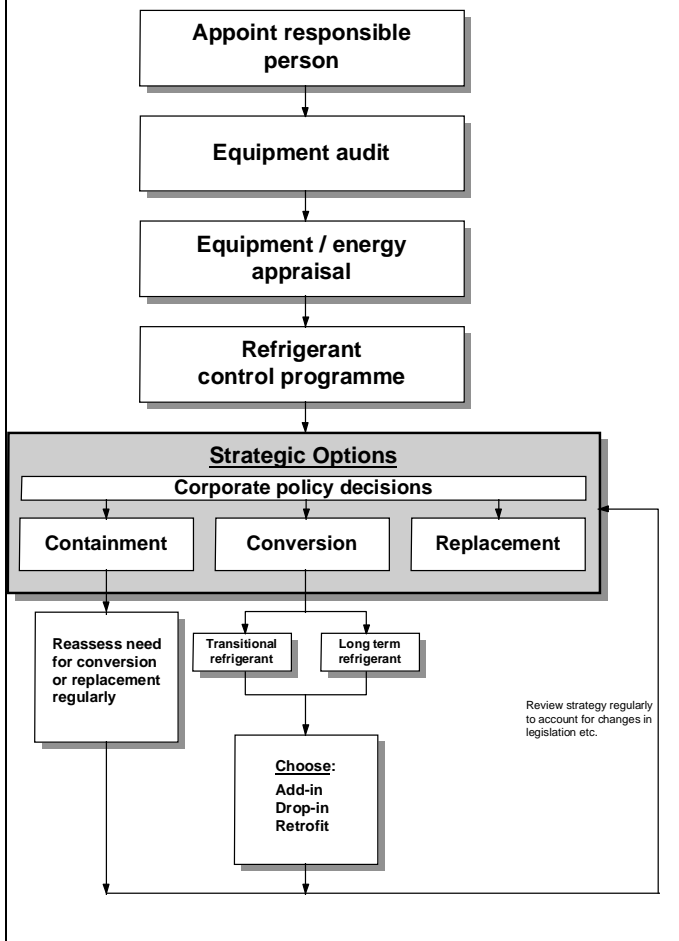 Appoint responsible
person
Equipment audit
Equipment / energy
appraisal
Refrigerant
control programme
Strategic Options
Corporate policy decisions
Containment
Conversion
Replacement
Reassess need
for conversion
or replacement
regularly
Transitional
refrigerant
Long term
refrigerant
Review strategy regularly
to account for changes in
legislation etc.
Choose:
Add-in
Drop-in
Retrofit